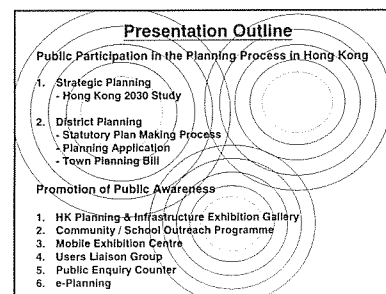 Presentation Outline
Public Participation in the Planning Process in Hong Kong
1. Strategic Planning
- Hong Kong 2030 Study
2. District Planning
- Statutory Plan Making Process
- Planning Application
- Town Planning Bill
Promotion of Public Awareness
1. HK Planning & Infrastructure Exhibition Gallery
2. Community / School Outreach Programme
3. Mobile Exhibition Centre
4. Users Liaison Group
5. Public Enquiry Counter
6. e-Planning